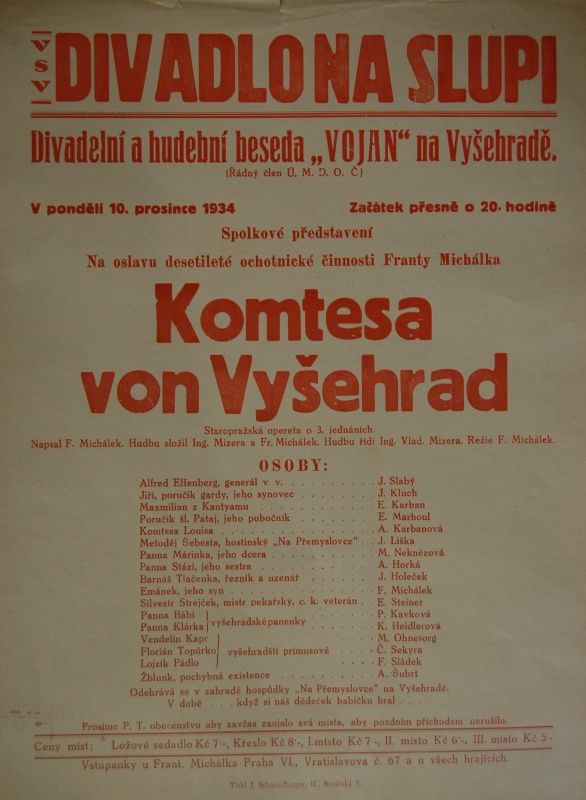 VSV DIVADLO NA SLUPI
Divadelní a hudební beseda „VOJAN“ na Vyšehradě.
(Řádný člen Ú. M. D. O. Č)
V pondělí 10. prosince 1934 Začátek přesně o 20. hodině
Spolkové představení
Na oslavu desetileté ochotnické činnosti Franty Michálka
Komtesa
von Vyšehrad
Staropražská opereta o 3. jednáních.
Napsal F. Michálek. Hudbu složil Ing. Mizera a Fr. Michálek. Hudbu řídí Ing. Vlad. Mizera. Režie F. Michálek.
OSOBY:
Alfred Effenberg, generál v. v. . . . . . . . . . J. Slabý
Jiří, poručík gardy, jeho synovec . . . . . . . . J. Kluch
Maxmilian z Kantyamu . . . . . . . . . . E. Karban
Poručík šl. Pataj, jeho pobočník . . . . . . . . E. Marhoul
Komtesa Louisa . . . . . . . . . . . A. Karbanová
Metoděj Šebesta, hostinský „Na Přemyslovce“ . . J. Liška
Panna Márinka, jeho dcera . . . . . . . . . M. Neknězová
Panna Stázi, jeho sestra . . . . . . . . . . A. Horká
Barnáš Tlačenka, řezník a uzenář . . . . . . . J. Holeček
Emánek, jeho syn . . . . . . . . . . . F. Michálek
Silvestr Strejček, mistr pekařský, c. k. veterán . . E. Steiner
Panna Bábi . . . . P. Kavková
Panna Klárka vyšehradské panenky . . . . K. Heidlerová
Vendelín Kapr . . . . M. Ohnesorg
Florián Topůrko vyšehradští primusové . . . . Č. Sekyra
Lojzík Pádlo . . . . F. Sládek
Žblunk, pochybná existence . . . . . . . . . A. Šubrt
Odehrává se v zahradě hospůdky „Na Přemyslovce“ na Vyšehradě.
V době . . . když si náš dědeček babičku bral . . .
Prosíme P. T. obecenstvo aby zavčas zaujalo svá místa, aby pozdním příchodem nerušilo.
Ceny míst: Ložové sedadlo Kč 7-, Křeslo Kč 8-, I. místo Kč 7-, II. místo Kč 6-, III. místo Kč 5-
Vstupenky u Frant. Michálka Praha VI., Vratislavova č. 67 a u všech hrajících.
Tiskl J. Schmiedberger, II., Benátská 7.